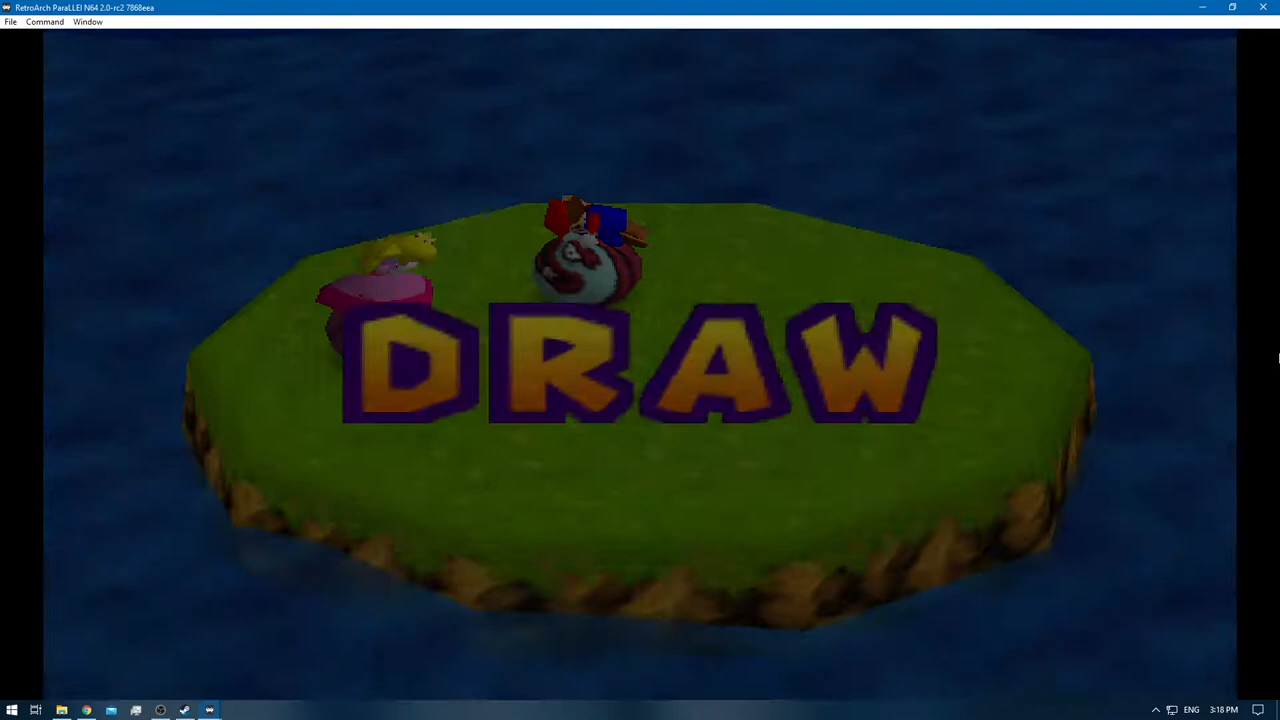 RetroArch ParaLLEl N64 2.0-rc2 7868eea
File Command Window
DRAW
ENG 3:18 PM